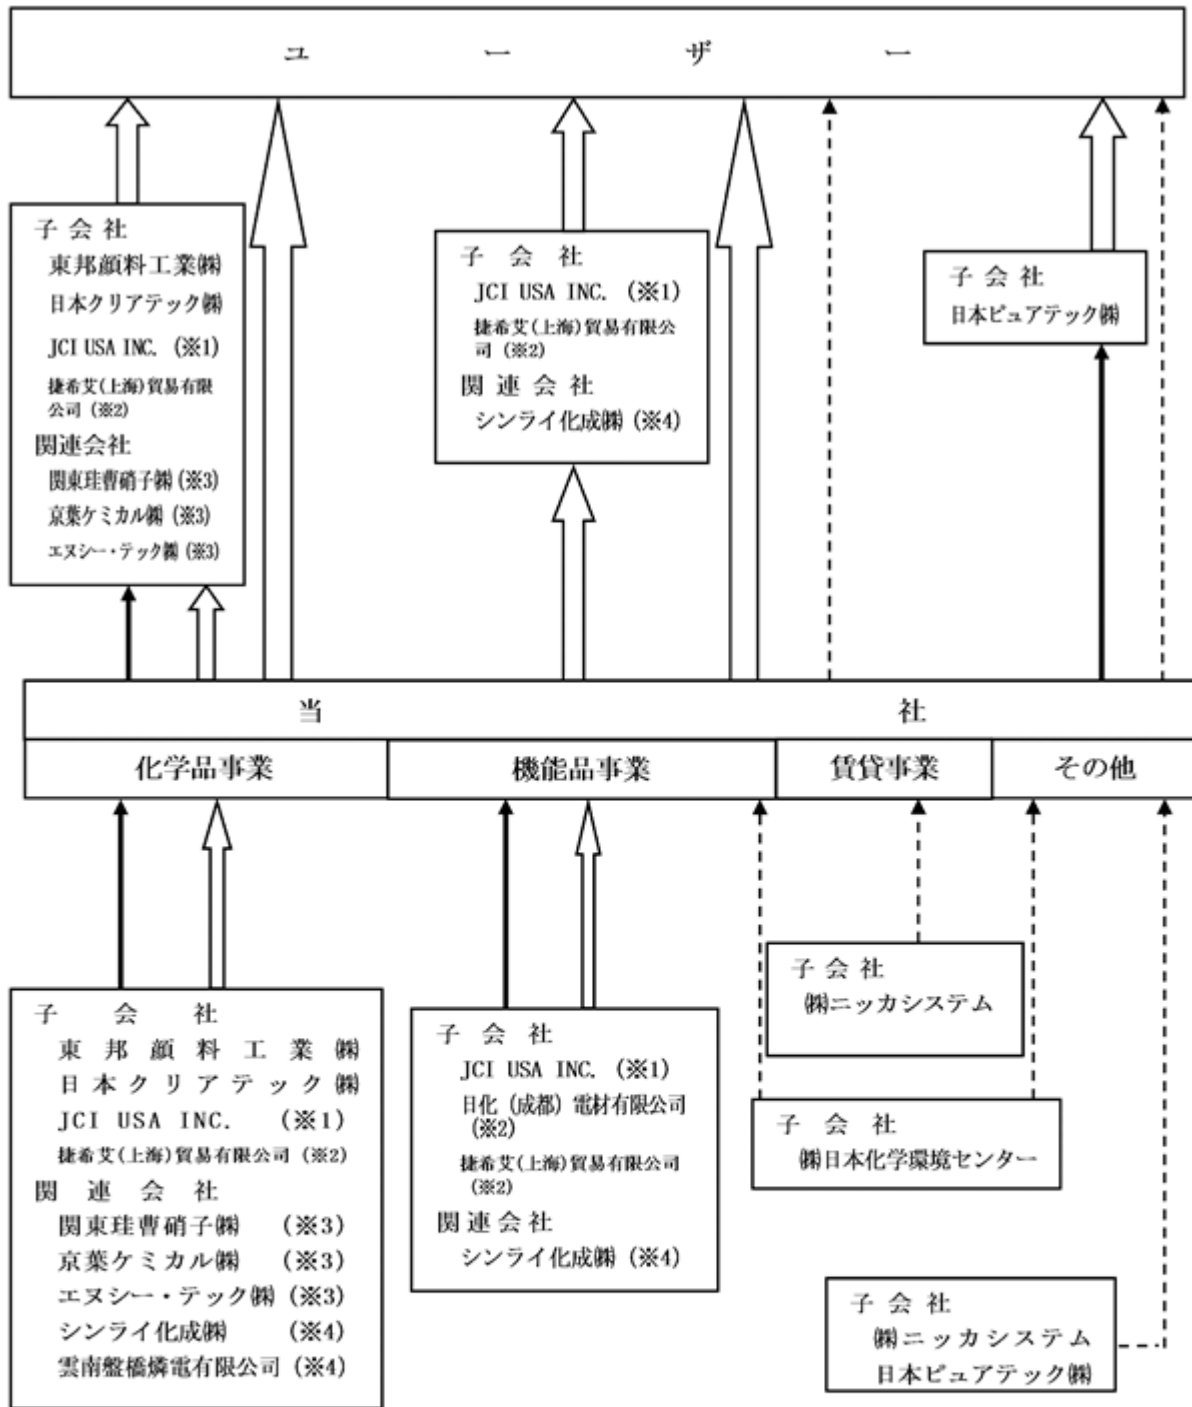 ユーザー
子会社
東邦顔料工業㈱
日本クリアテック㈱
JCI USA INC. (※1)
捷希艾(上海)貿易有限
公司 (※2)
関連会社
関東珪曹硝子㈱ (※3)
京葉ケミカル㈱ (※3)
エヌシー・テック㈱ (※3)
子会社
JCI USA INC. (※1)
捷希艾(上海)貿易有限公
司 (※2)
関連会社
シンライ化成㈱ (※4)
子会社
日本ピュアテック㈱
当社
化学品事業
機能品事業
賃貸事業
その他
子会社
東邦顔料工業㈱
日本クリアテック㈱
JCI USA INC. (※1)
捷希艾(上海)貿易有限公司 (※2)
関連会社
関東珪曹硝子㈱ (※3)
京葉ケミカル㈱ (※3)
エヌシー・テック㈱ (※3)
シンライ化成㈱ (※4)
雲南盤橋燐電有限公司 (※4)
子会社
JCI USA INC. (※1)
日化(成都)電材有限公司
(※2)
捷希艾(上海)貿易有限公司
(※2)
関連会社
シンライ化成㈱ (※4)
子会社
㈱ニッカシステム
子会社
㈱日本化学環境センター
子会社
㈱ニッカシステム
日本ピュアテック㈱